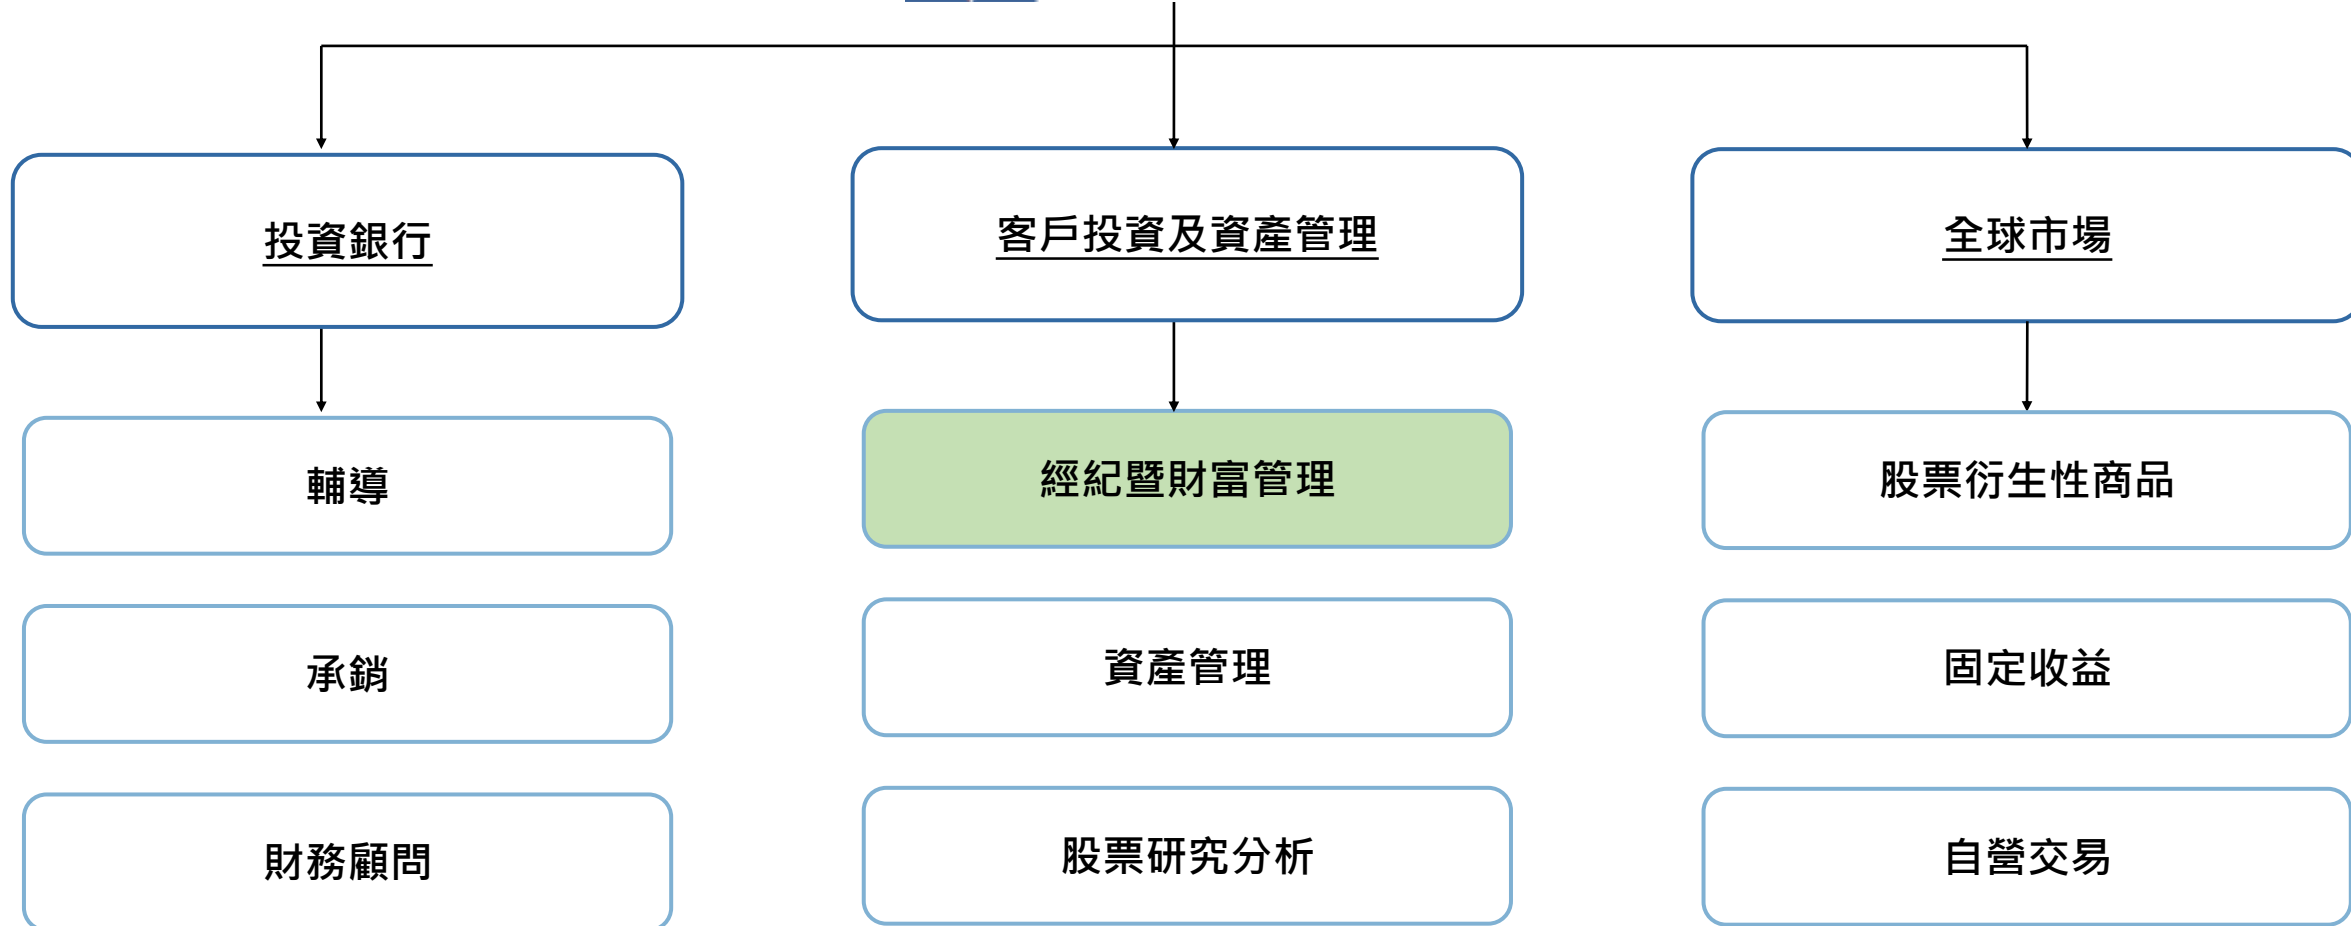 投資銀行
客戶投資及資產管理
全球市場
輔導
經紀暨財富管理
股票衍生性商品
承銷
資產管理
固定收益
財務顧問
股票研究分析
自營交易